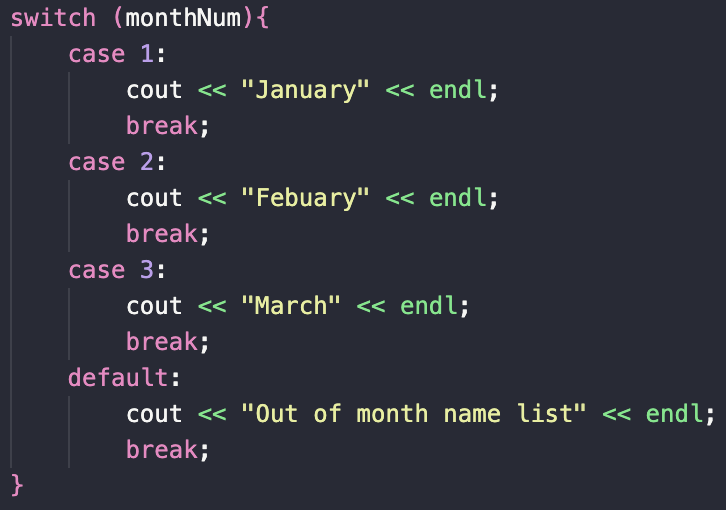 switch (monthNum){
case 1:
cout << "January" << endl;
break;
case 2:
cout << "Febuary" << endl;
break;
case 3:
cout << "March" << endl;
break;
default:
cout << "Out of month name list" << endl;
break;
}